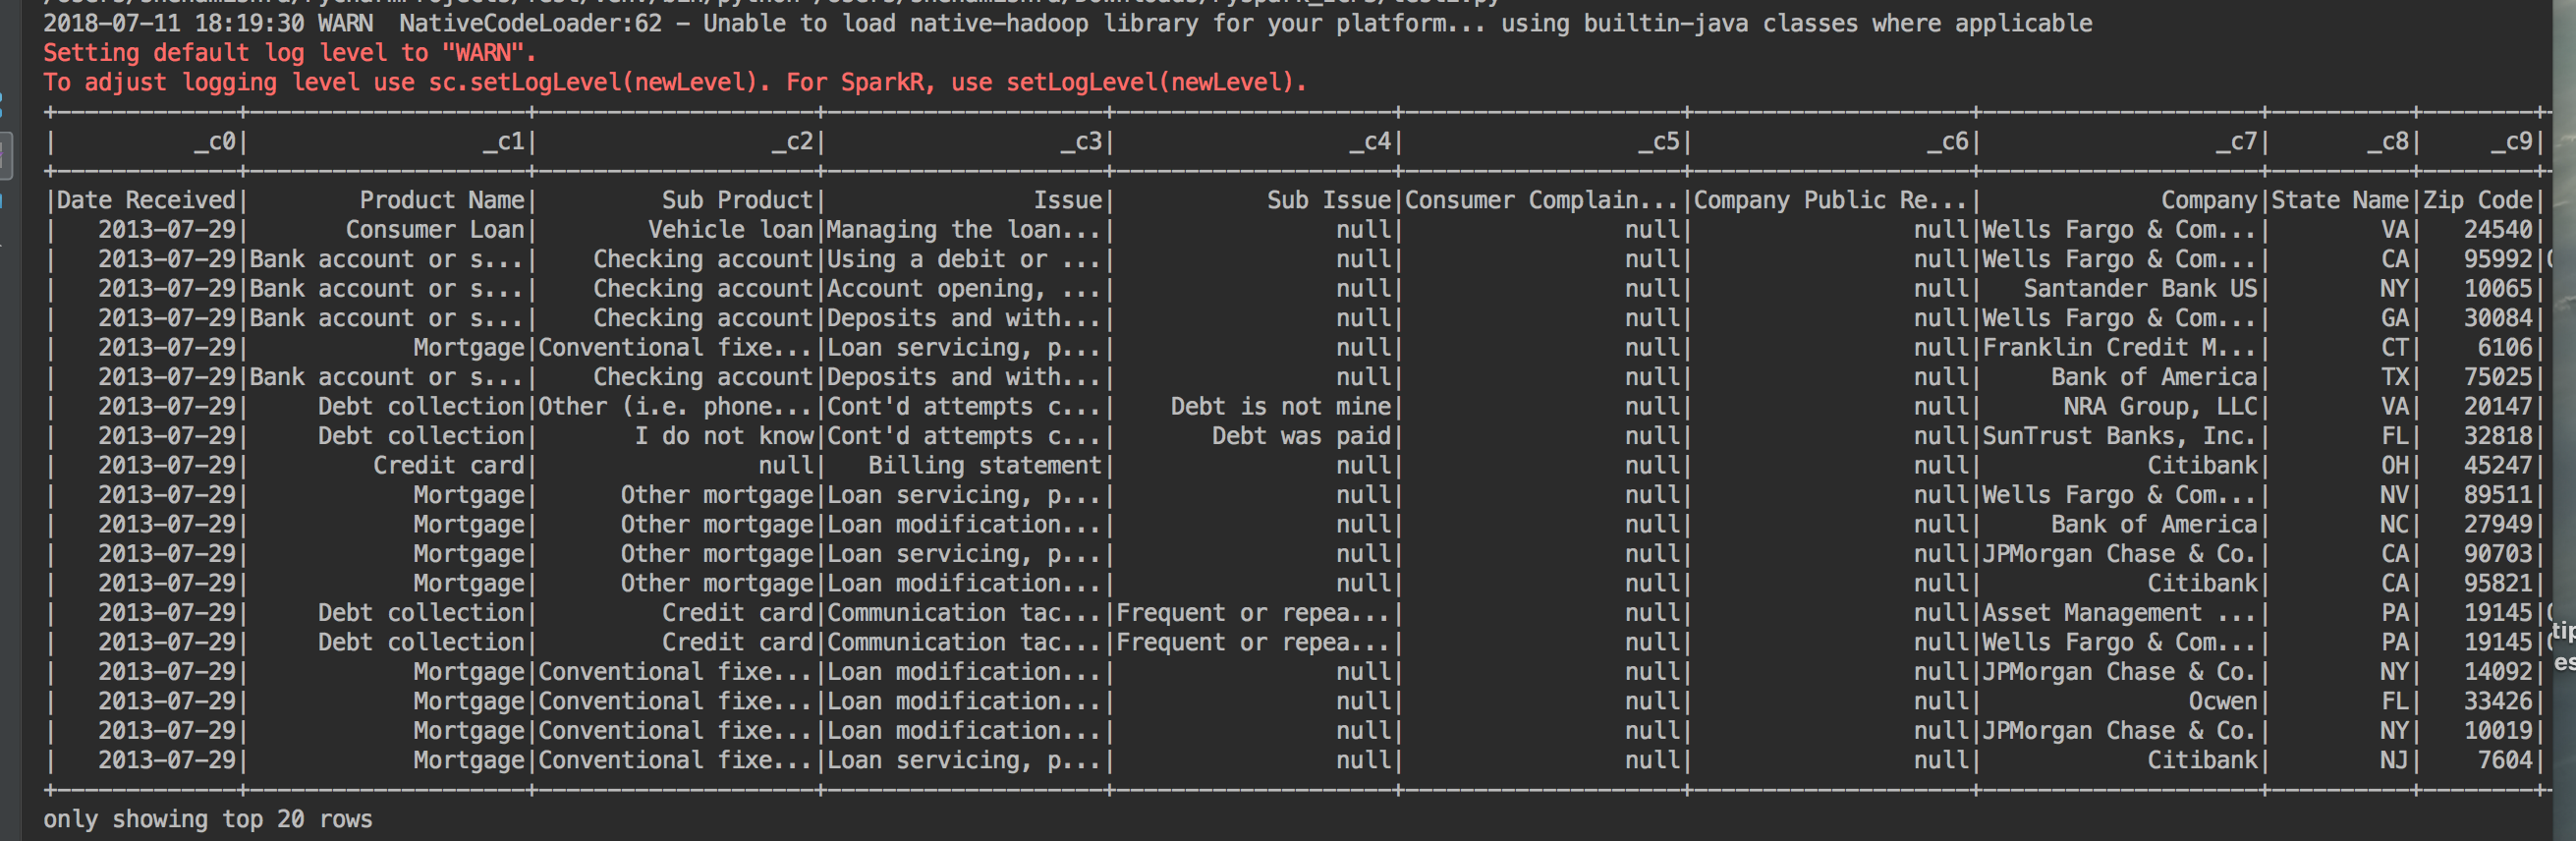 2018-07-11 18:19:30 WARN  NativeCodeLoader:62 - Unable to load native-hadoop library for your platform... using builtin-java classes where applicable
Setting default log level to "WARN".
To adjust logging level use sc.setLogLevel(newLevel). For SparkR, use setLogLevel(newLevel).
+-------------+--------------------+--------------------+--------------------+--------------------+--------------------+--------------------+--------------------+----------+--------+-
|          _c0|                 _c1|                 _c2|                 _c3|                 _c4|                 _c5|                 _c6|                 _c7|       _c8|     _c9|
+-------------+--------------------+--------------------+--------------------+--------------------+--------------------+--------------------+--------------------+----------+--------+-
|Date Received|        Product Name|         Sub Product|               Issue|           Sub Issue|Consumer Complain...|Company Public Re...|             Company|State Name|Zip Code|
|   2013-07-29|       Consumer Loan|        Vehicle loan|Managing the loan...|                null|                null|                null|Wells Fargo & Com...|        VA|   24540|
|   2013-07-29|Bank account or s...|    Checking account|Using a debit or ...|                null|                null|                null|Wells Fargo & Com...|        CA|   95992|
|   2013-07-29|Bank account or s...|    Checking account|Account opening, ...|                null|                null|                null|   Santander Bank US|        NY|   10065|
|   2013-07-29|Bank account or s...|    Checking account|Deposits and with...|                null|                null|                null|Wells Fargo & Com...|        GA|   30084|
|   2013-07-29|            Mortgage|Conventional fixe...|Loan servicing, p...|                null|                null|                null|Franklin Credit M...|        CT|    6106|
|   2013-07-29|Bank account or s...|    Checking account|Deposits and with...|                null|                null|                null|     Bank of America|        TX|   75025|
|   2013-07-29|     Debt collection|Other (i.e. phone...|Cont'd attempts c...|    Debt is not mine|                null|                null|      NRA Group, LLC|        VA|   20147|
|   2013-07-29|     Debt collection|       I do not know|Cont'd attempts c...|       Debt was paid|                null|                null|SunTrust Banks, Inc.|        FL|   32818|
|   2013-07-29|         Credit card|                null|   Billing statement|                null|                null|                null|            Citibank|        OH|   45247|
|   2013-07-29|            Mortgage|      Other mortgage|Loan servicing, p...|                null|                null|                null|Wells Fargo & Com...|        NV|   89511|
|   2013-07-29|            Mortgage|      Other mortgage|Loan modification...|                null|                null|                null|     Bank of America|        NC|   27949|
|   2013-07-29|            Mortgage|      Other mortgage|Loan servicing, p...|                null|                null|                null|JPMorgan Chase & Co.|        CA|   90703|
|   2013-07-29|            Mortgage|      Other mortgage|Loan modification...|                null|                null|                null|            Citibank|        CA|   95821|
|   2013-07-29|     Debt collection|         Credit card|Communication tac...|Frequent or repea...|                null|                null|Asset Management ...|        PA|   19145|
|   2013-07-29|     Debt collection|         Credit card|Communication tac...|Frequent or repea...|                null|                null|Wells Fargo & Com...|        PA|   19145|
|   2013-07-29|            Mortgage|Conventional fixe...|Loan modification...|                null|                null|                null|JPMorgan Chase & Co.|        NY|   14092|
|   2013-07-29|            Mortgage|Conventional fixe...|Loan modification...|                null|                null|                null|               Ocwen|        FL|   33426|
|   2013-07-29|            Mortgage|Conventional fixe...|Loan modification...|                null|                null|                null|JPMorgan Chase & Co.|        NY|   10019|
|   2013-07-29|            Mortgage|Conventional fixe...|Loan servicing, p...|                null|                null|                null|            Citibank|        NJ|    7604|
+-------------+--------------------+--------------------+--------------------+--------------------+--------------------+--------------------+--------------------+----------+--------+-
only showing top 20 rows